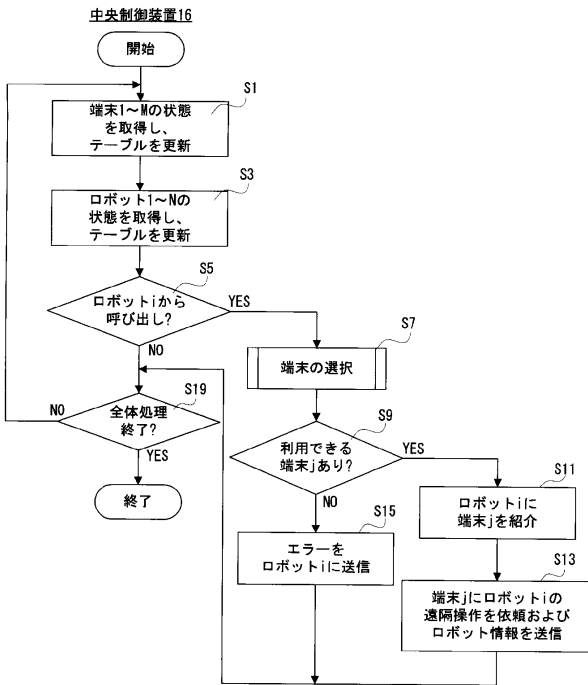 中央制御装置16
開始
S1
端末1～Mの状態
を取得し、
テーブルを更新
S3
ロボット1～Nの
状態を取得し、
テーブルを更新
S5
ロボットiから
呼び出し?
YES
NO
S7
端末の選択
S19
全体処理
終了?
NO
YES
終了
S9
利用できる
端末jあり?
YES
NO
S11
ロボットiに
端末jを紹介
S15
エラーを
ロボットiに送信
S13
端末jにロボットiの
遠隔操作を依頼および
ロボット情報を送信